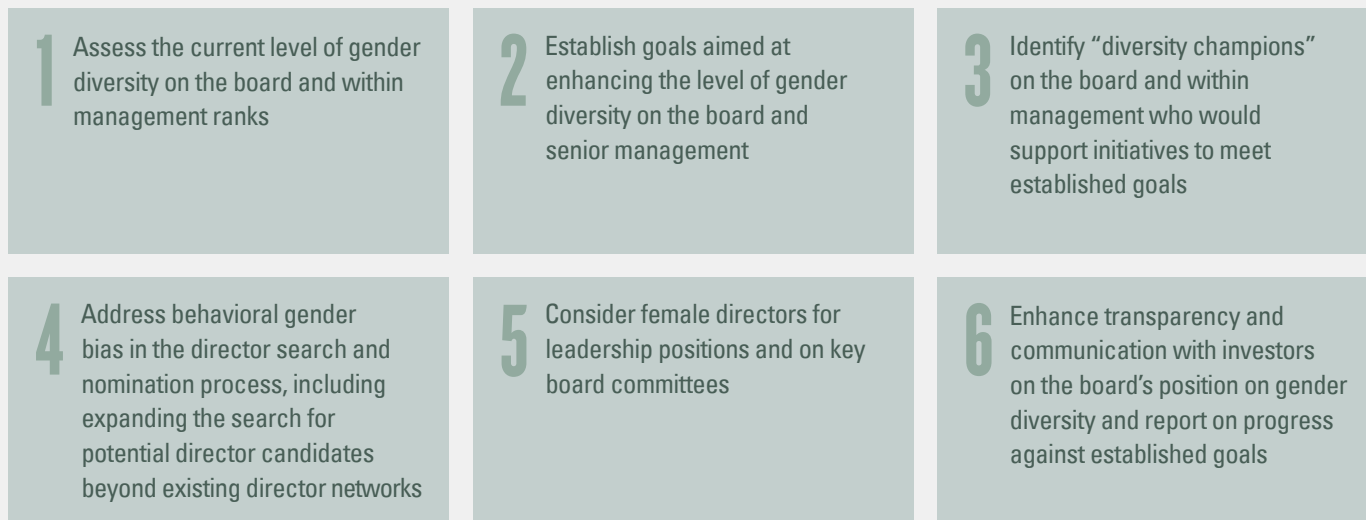 1
Assess the current level of gender
diversity on the board and within
management ranks
2
Establish goals aimed at
enhancing the level of gender
diversity on the board and
senior management
3
Identify “diversity champions”
on the board and within
management who would
support initiatives to meet
established goals
4
Address behavioral gender
bias in the director search and
nomination process, including
expanding the search for
potential director candidates
beyond existing director networks
5
Consider female directors for
leadership positions and on key
board committees
6
Enhance transparency and
communication with investors
on the board’s position on gender
diversity and report on progress
against established goals